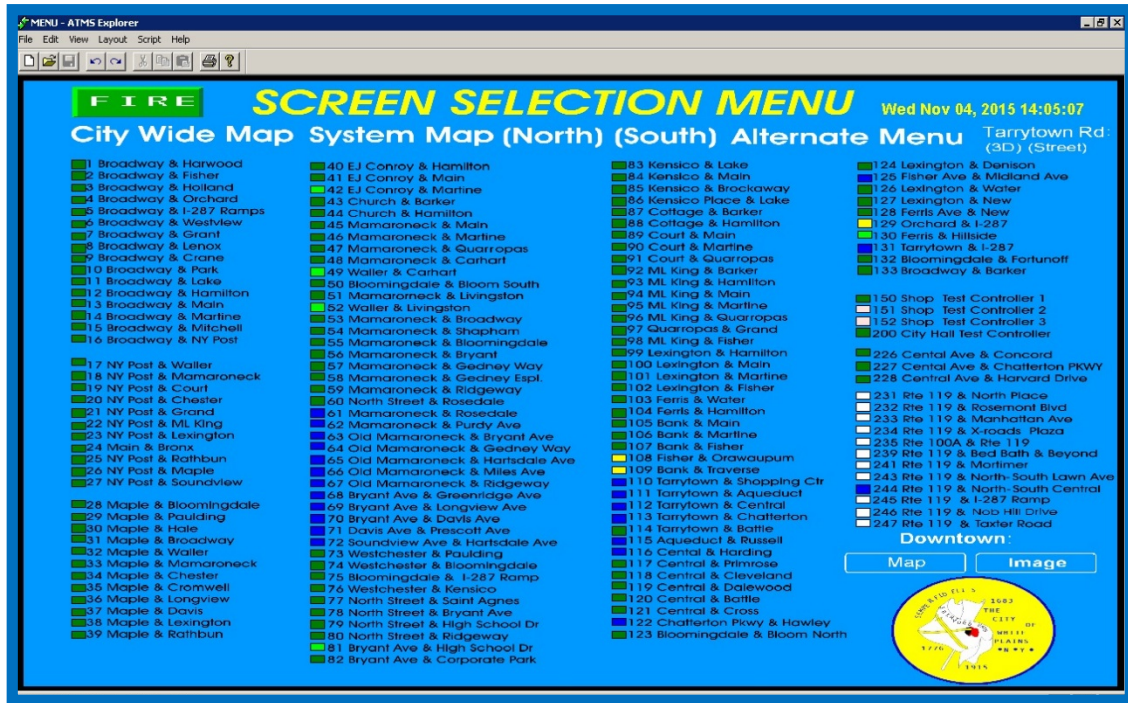 MENU - ATMS Explorer
File Edit View Layout Script Help
FIRE
SCREEN SELECTION MENU
Wed Nov 04, 2015 14:05:07
City Wide Map System Map (North) (South) Alternate Menu
Tarrytown Rd:
(3D) (Street)
1 Broadway & Harwood
2 Broadway & Fisher
3 Broadway & Holland
4 Broadway & Orchard
5 Broadway & I-287 Ramps
6 Broadway & Westview
7 Broadway & Grant
8 Broadway & Lenox
9 Broadway & Crane
10 Broadway & Park
11 Broadway & Lake
12 Broadway & Hamilton
13 Broadway & Main
14 Broadway & Martine
15 Broadway & Mitchell
16 Broadway & NY Post
17 NY Post & Waller
18 NY Post & Mamaroneck
19 NY Post & Court
20 NY Post & Chester
21 NY Post & Grand
22 NY Post & ML King
23 NY Post & Lexington
24 Main & Bronx
25 NY Post & Rathbun
26 NY Post & Maple
27 NY Post & Soundview
28 Maple & Bloomingdale
29 Maple & Paulding
30 Maple & Hale
31 Maple & Broadway
32 Maple & Waller
33 Maple & Mamaroneck
34 Maple & Chester
35 Maple & Cromwell
36 Maple & Longview
37 Maple & Davis
38 Maple & Lexington
39 Maple & Rathbun
40 EJ Conroy & Hamilton
41 EJ Conroy & Main
42 EJ Conroy & Martine
43 Church & Barker
44 Church & Hamilton
45 Mamaroneck & Main
46 Mamaroneck & Martine
47 Mamaroneck & Quarropas
48 Mamaroneck & Carhart
49 Waller & Carhart
50 Bloomingdale & Bloom South
51 Mamarorneck & Livingston
52 Waller & Livingston
53 Mamaroneck & Broadway
54 Mamaroneck & Shapham
55 Mamaroneck & Bloomingdale
56 Mamaroneck & Bryant
57 Mamaroneck & Gedney Way
58 Mamaroneck & Gedney Espl.
59 Mamaroneck & Ridgeway
60 North Street & Rosedale
61 Mamaroneck & Rosedale
62 Mamaroneck & Purdy Ave
63 Old Mamaroneck & Bryant Ave
64 Old Mamaroneck & Gedney Way
65 Old Mamaroneck & Hartsdale Ave
66 Old Mamaroneck & Miles Ave
67 Old Mamaroneck & Ridgeway
68 Bryant Ave & Greenridge Ave
69 Bryant Ave & Longview Ave
70 Bryant Ave & Davis Ave
71 Davis Ave & Prescott Ave
72 Soundview Ave & Hartsdale Ave
73 Westchester & Paulding
74 Westchester & Bloomingdale
75 Bloomingdale & I-287 Ramp
76 Westchester & Kensico
77 North Street & Saint Agnes
78 North Street & Bryant Ave
79 North Street & High School Dr
80 North Street & Ridgeway
81 Bryant Ave & High School Dr
82 Bryant Ave & Corporate Park
83 Kensico & Lake
84 Kensico & Main
85 Kensico & Brockaway
86 Kensico Place & Lake
87 Cottage & Barker
88 Cottage & Hamilton
89 Court & Main
90 Court & Martine
91 Court & Quarropas
92 ML King & Barker
93 ML King & Hamilton
94 ML King & Main
95 ML King & Martine
96 ML King & Quarropas
97 Quarropas & Grand
98 ML King & Fisher
99 Lexington & Hamilton
100 Lexington & Main
101 Lexington & Martine
102 Lexington & Fisher
103 Ferris & Water
104 Ferris & Hamilton
105 Bank & Main
106 Bank & Martine
107 Bank & Fisher
108 Fisher & Orawaupum
109 Bank & Traverse
110 Tarrytown & Shopping Ctr
111 Tarrytown & Aqueduct
112 Tarrytown & Central
113 Tarrytown & Chatterton
114 Tarrytown & Battle
115 Aqueduct & Russell
116 Cental & Harding
117 Central & Primrose
118 Central & Cleveland
119 Central & Dalewood
120 Central & Battle
121 Central & Cross
122 Chatterton Pkwy & Hawley
123 Bloomingdale & Bloom North
124 Lexington & Denison
125 Fisher Ave & Midland Ave
126 Lexington & Water
127 Lexington & New
128 Ferris Ave & New
129 Orchard & I-287
130 Ferris & Hillside
131 Tarrytown & I-287
132 Bloomingdale & Fortunoff
133 Broadway & Barker
150 Shop Test Controller 1
151 Shop Test Controller 2
152 Shop Test Controller 3
200 City Hall Test Controller
226 Cental Ave & Concord
227 Cental Ave & Chatterton PKWY
228 Central Ave & Harvard Drive
231 Rte 119 & North Place
232 Rte 119 & Rosemont Blvd
233 Rte 119 & Manhattan Ave
234 Rte 119 & X-roads Plaza
235 Rte 100A & Rte 119
239 Rte 119 & Bed Bath & Beyond
241 Rte 119 & Mortimer
243 Rte 119 & North-South Lawn Ave
244 Rte 119 & North-South Central
245 Rte 119 & I-287 Ramp
246 Rte 119 & Nob Hill Drive
247 Rte 119 & Taxter Road
Downtown:
Map Image
1683
THE
CITY
OF
WHITE
PLAINS
*N*Y*
1776
1915